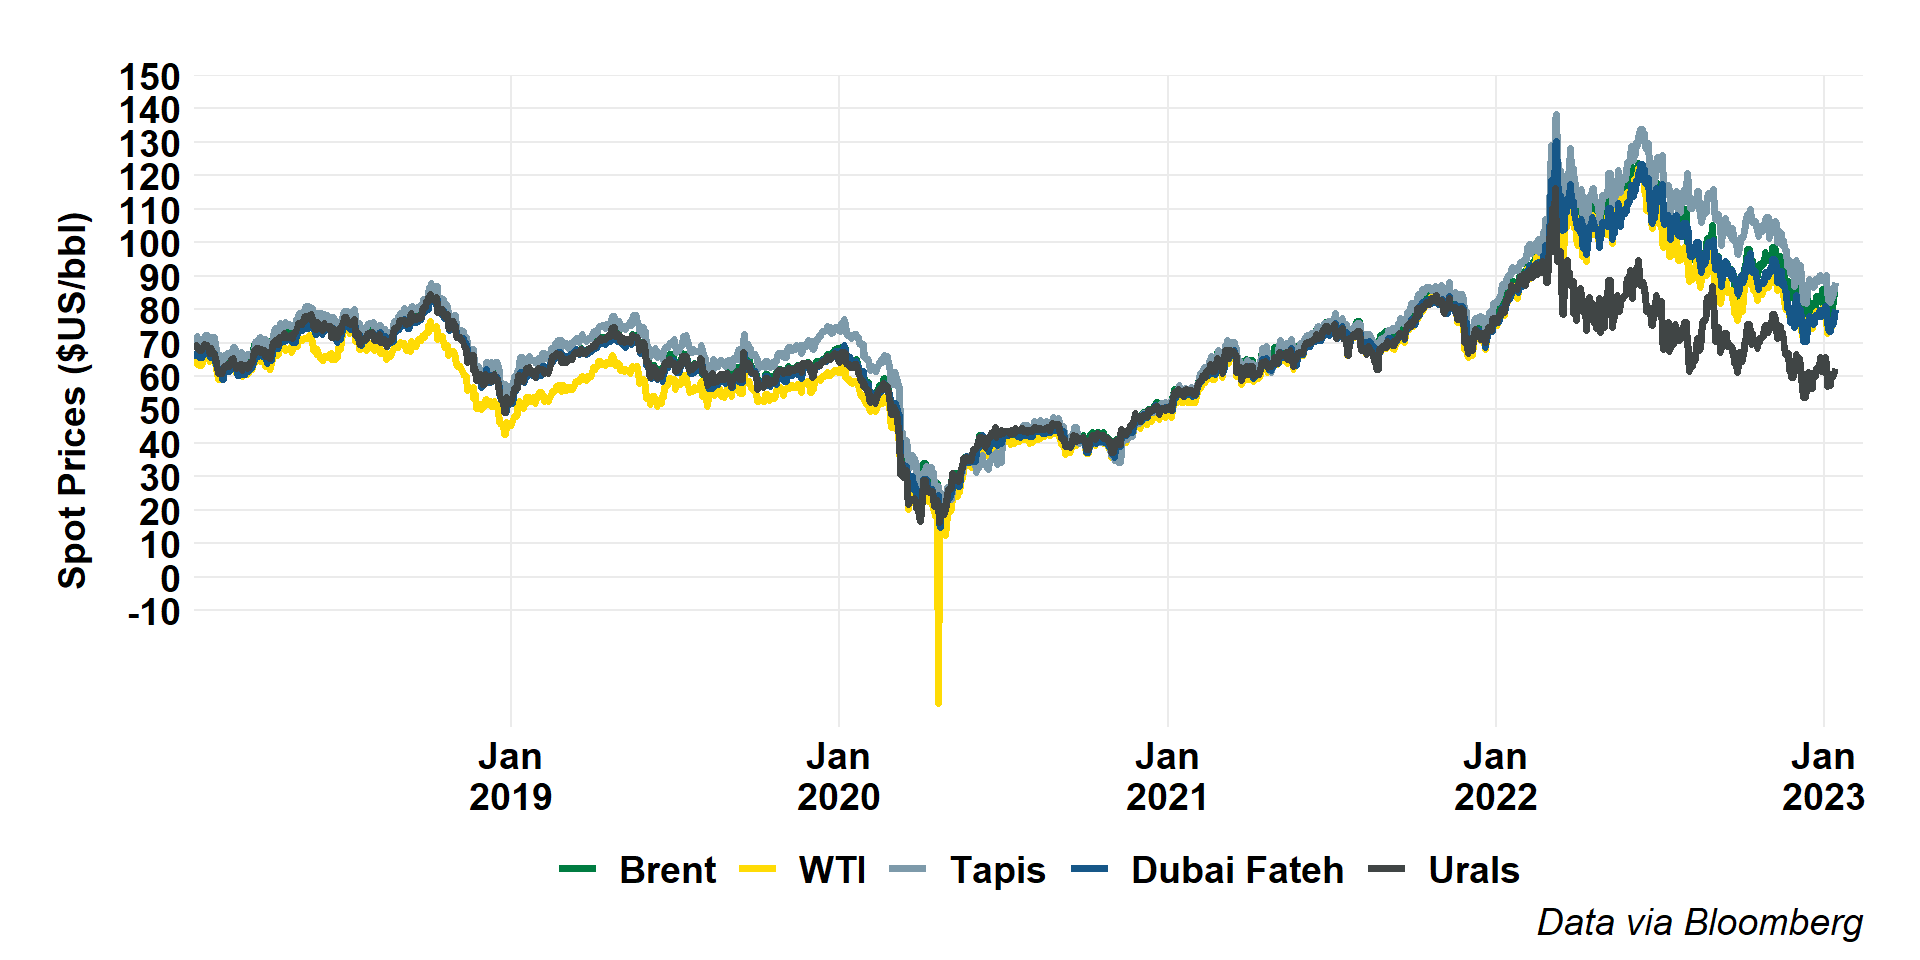 Spot Prices ($US/bbl)
150
140
130
120
110
100
90
80
70
60
50
40
30
20
10
0
-10
Jan 2019
Jan 2020
Jan 2021
Jan 2022
Jan 2023
Brent WTI Tapis Dubai Fateh Urals
Data via Bloomberg